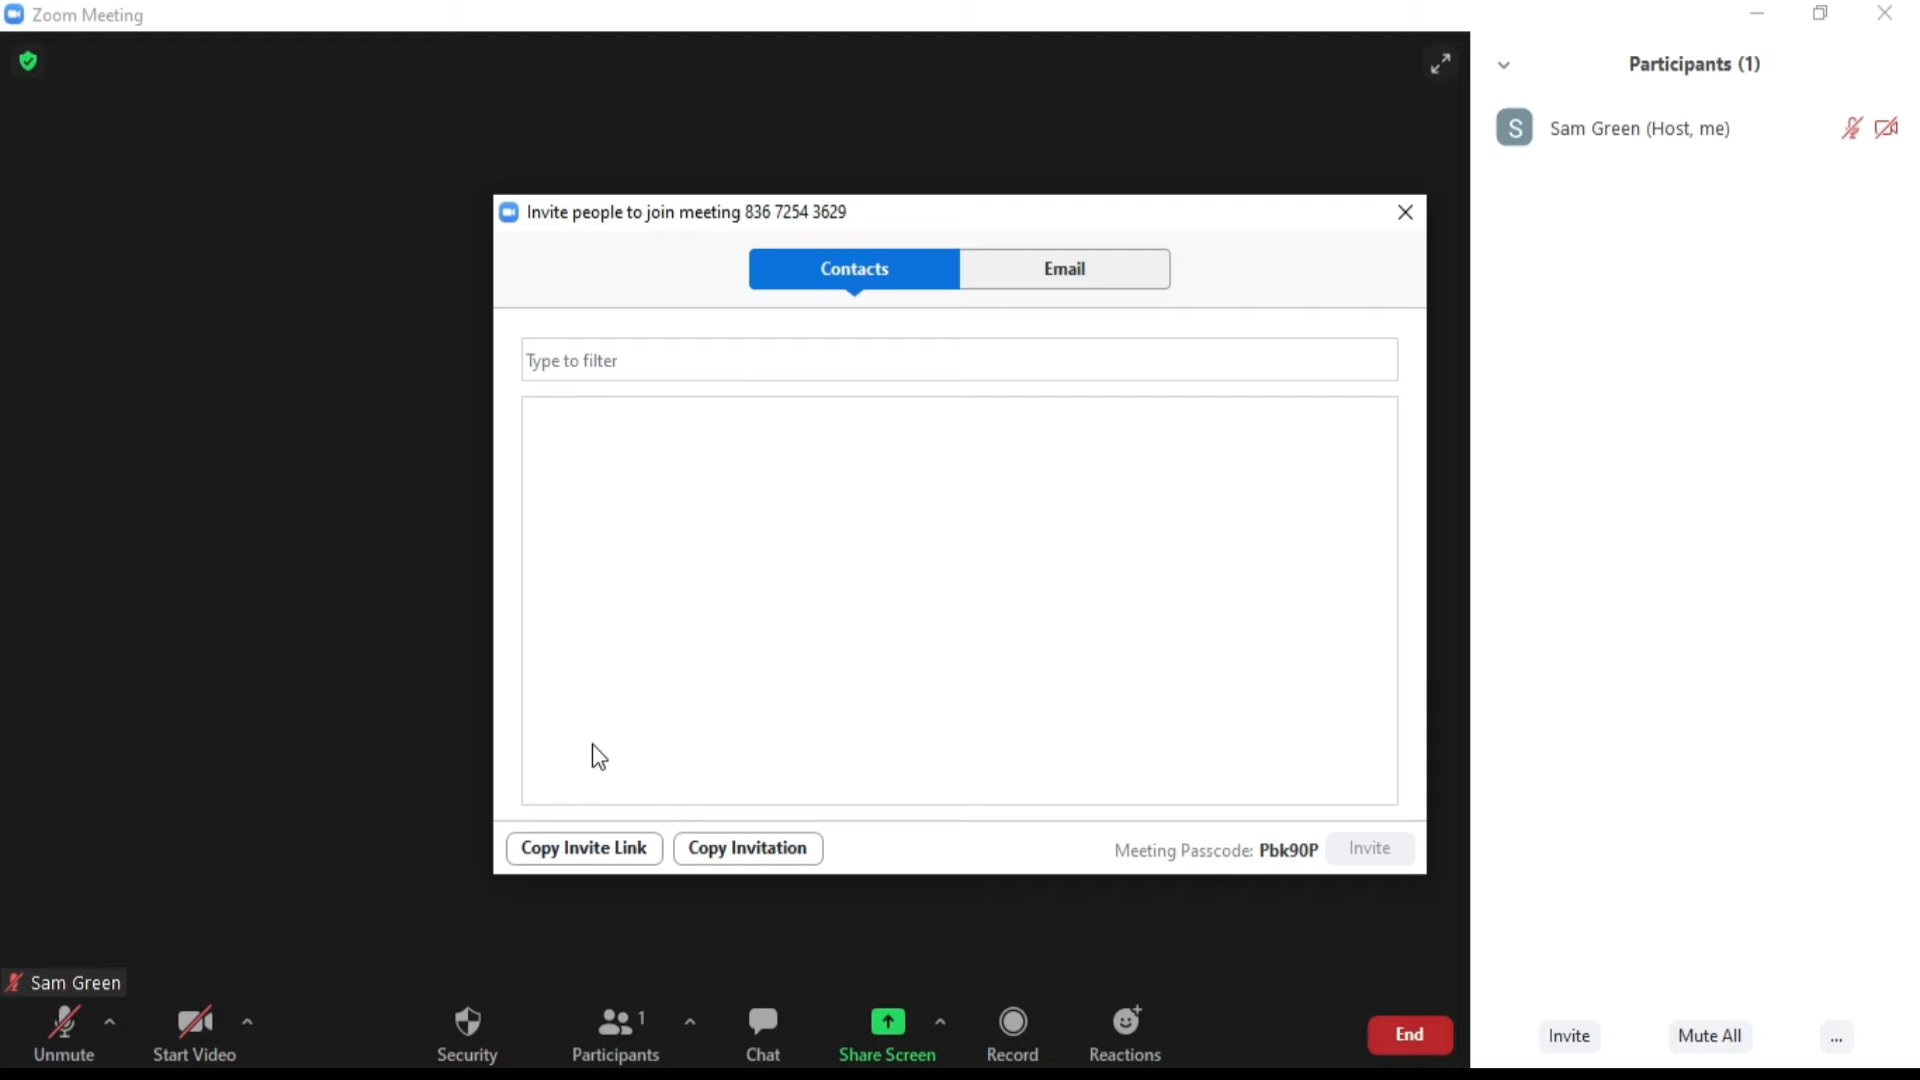 Zoom Meeting
Participants (1)
S Sam Green (Host, me)
Invite people to join meeting 836 7254 3629
Contacts Email
Type to filter
Copy Invite Link Copy Invitation Meeting Passcode: Pbk90P Invite
Sam Green
1
Unmute Start Video Security Participants Chat Share Screen Record Reactions End
Invite Mute All ...